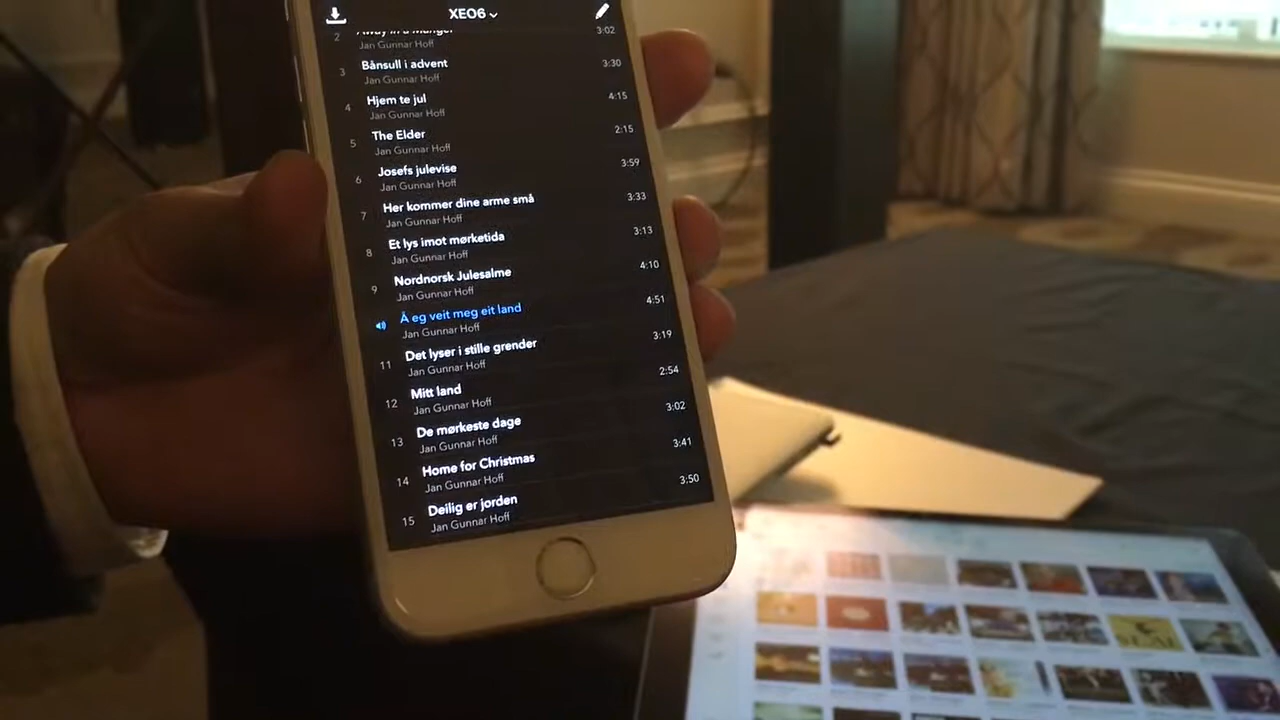 XEO6
2 Away in a Manger 3:02
Jan Gunnar Hoff
3 Bånsull i advent 3:30
Jan Gunnar Hoff
4 Hjem te jul 4:15
Jan Gunnar Hoff
5 The Elder 2:15
Jan Gunnar Hoff
6 Josefs julevise 3:59
Jan Gunnar Hoff
7 Her kommer dine arme små 3:33
Jan Gunnar Hoff
8 Et lys imot mørketida 3:13
Jan Gunnar Hoff
9 Nordnorsk Julesalme 4:10
Jan Gunnar Hoff
Å eg veit meg eit land 4:51
Jan Gunnar Hoff
11 Det lyser i stille grender 3:19
Jan Gunnar Hoff
12 Mitt land 2:54
Jan Gunnar Hoff
13 De mørkeste dage 3:02
Jan Gunnar Hoff
14 Home for Christmas 3:41
Jan Gunnar Hoff
15 Deilig er jorden 3:50
Jan Gunnar Hoff